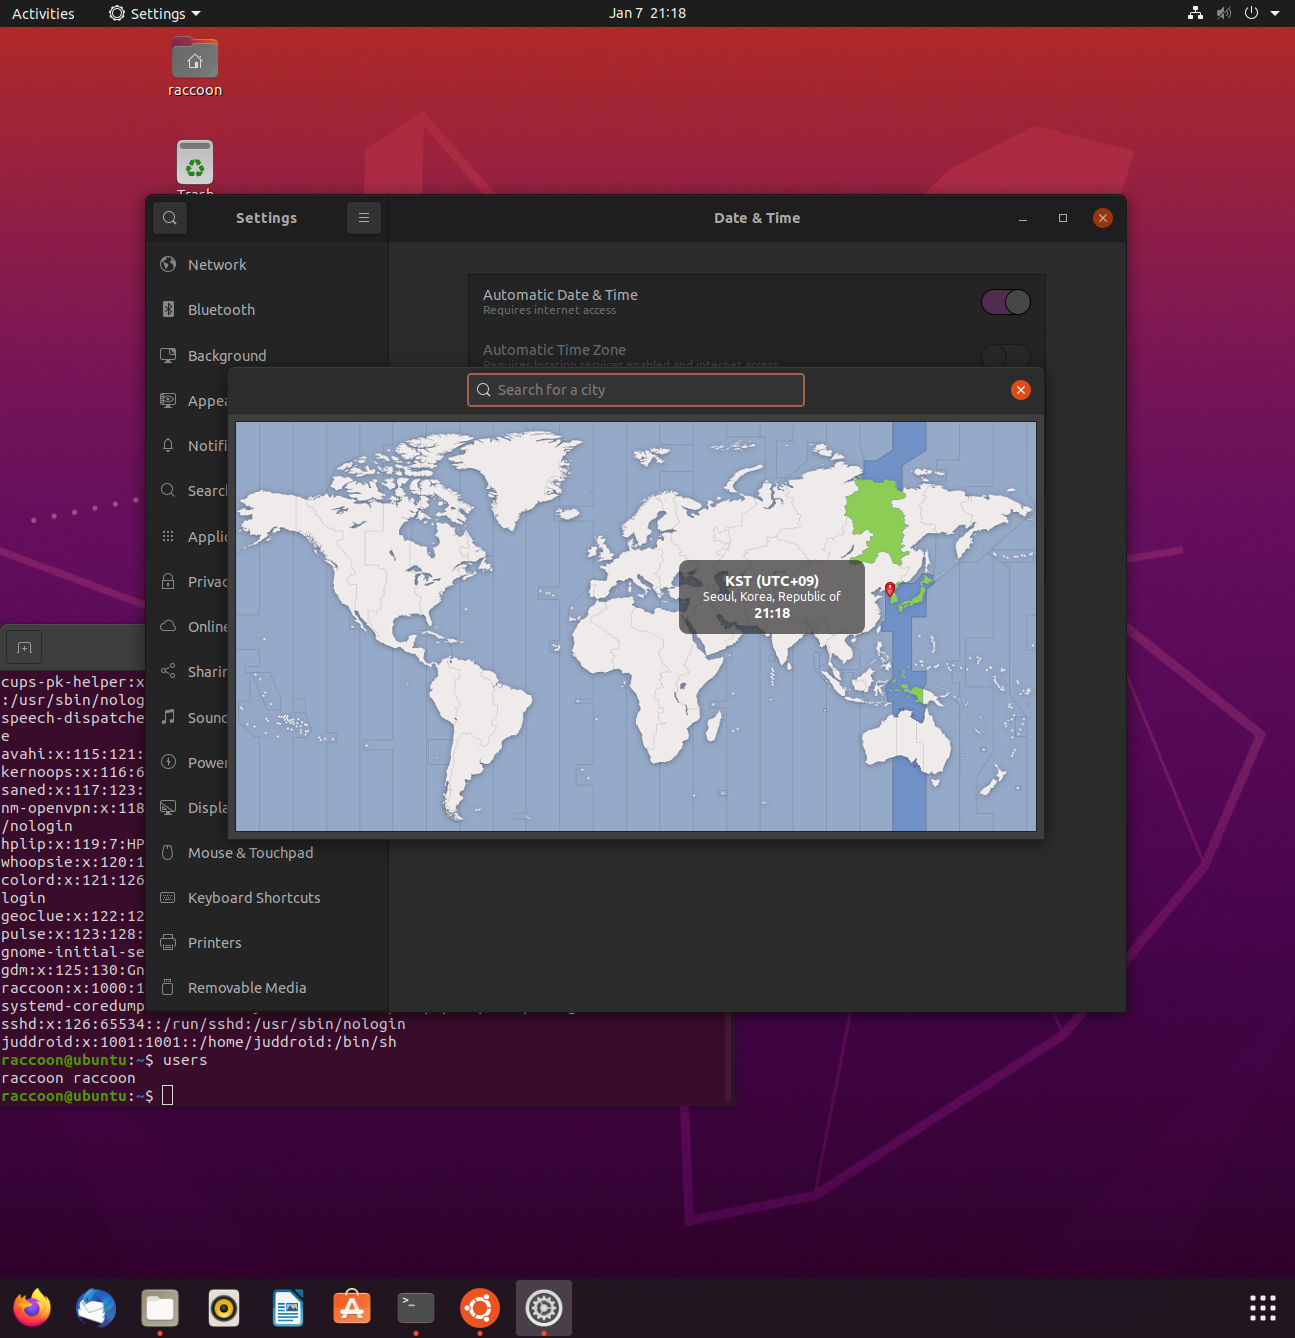 Activities
Settings
Jan 7 21:18
raccoon
Trash
Settings
Date & Time
Network
Bluetooth
Background
Appea
Notifi
Search
Applic
Privac
Online
Sharin
Sound
Power
Displa
Mouse & Touchpad
Keyboard Shortcuts
Printers
Removable Media
Automatic Date & Time
Requires internet access
Automatic Time Zone
Requires location services enabled and internet access
Search for a city
KST (UTC+09)
Seoul, Korea, Republic of
21:18
cups-pk-helper:x
:/usr/sbin/nolog
speech-dispatche
e
avahi:x:115:121:
kernoops:x:116:6
saned:x:117:123:
nm-openvpn:x:118
/nologin
hplip:x:119:7:HP
whoopsie:x:120:1
colord:x:121:126
login
geoclue:x:122:12
pulse:x:123:128:
gnome-initial-se
gdm:x:125:130:Gn
raccoon:x:1000:1
systemd-coredump
sshd:x:126:65534::/run/sshd:/usr/sbin/nologin
juddroid:x:1001:1001::/home/juddroid:/bin/sh
raccoon@ubuntu:~$ users
raccoon raccoon
raccoon@ubuntu:~$